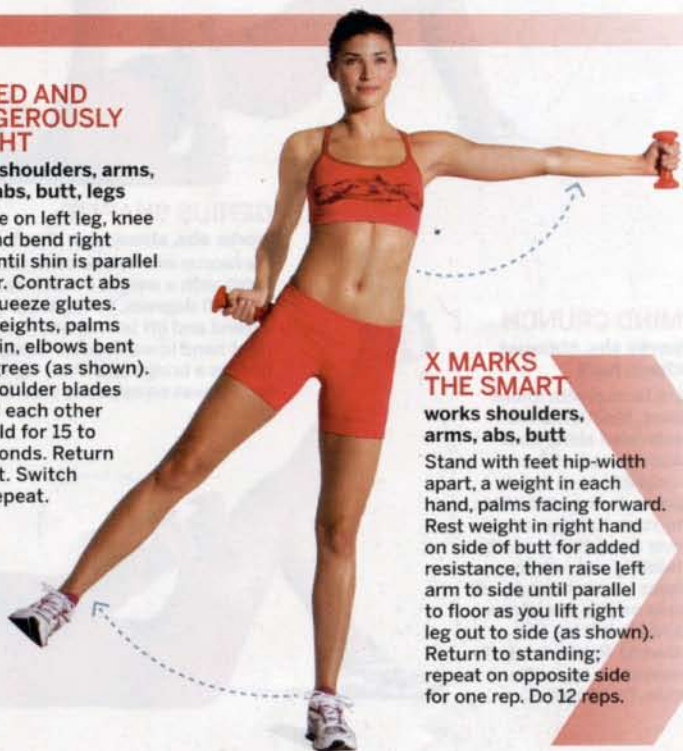 ED AND
GEROUSLY
HT
shoulders, arms,
abs, butt, legs
e on left leg, knee
nd bend right
until shin is parallel
r. Contract abs
ueeze glutes.
eights, palms
in, elbows bent
grees (as shown).
oulder blades
each other
ld for 15 to
onds. Return
t. Switch
epeat.
X MARKS
THE SMART
works shoulders,
arms, abs, butt
Stand with feet hip-width
apart, a weight in each
hand, palms facing forward.
Rest weight in right hand
on side of butt for added
resistance, then raise left
arm to side until parallel
to floor as you lift right
leg out to side (as shown).
Return to standing;
repeat on opposite side
for one rep. Do 12 reps.